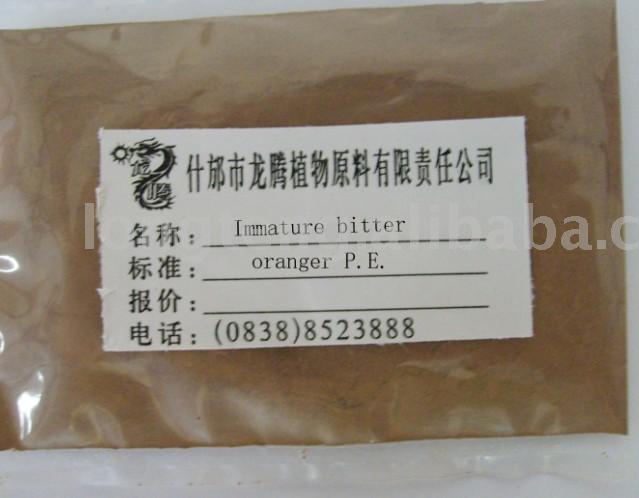 什邡市龙腾植物原料有限责任公司
名称: Immature bitter
标准: oranger P.E.
报价:
电话: (0838)8523888